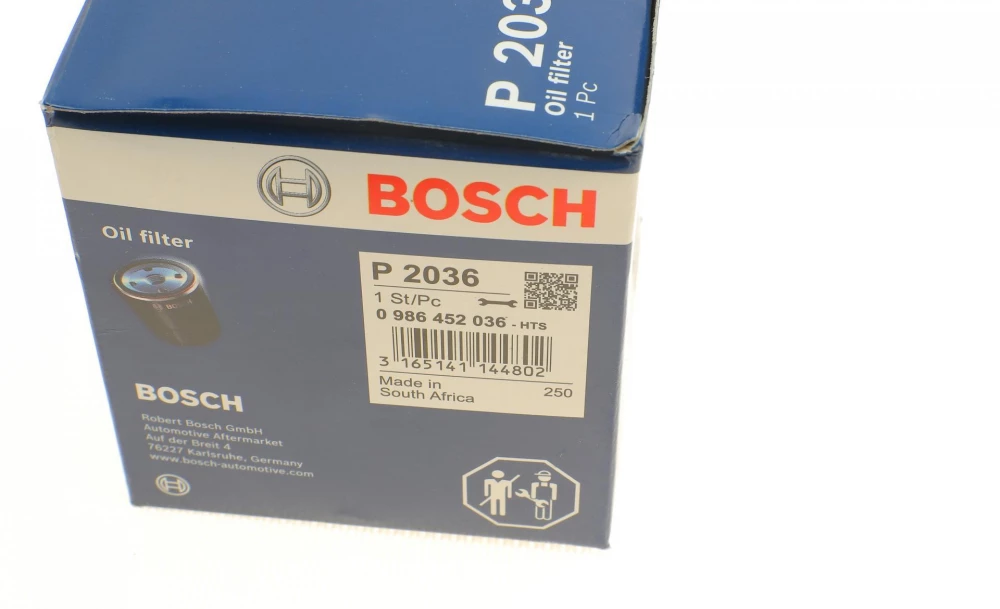 P 203
Oil filter
1 Pc
BOSCH
Oil filter
P 2036
1 St/Pc
0 986 452 036 - HTS
3 165141 144802
Made in
South Africa
250
BOSCH
Robert Bosch GmbH
Automotive Aftermarket
Auf der Breit 4
76227 Karlsruhe, Germany
www.bosch-automotive.com